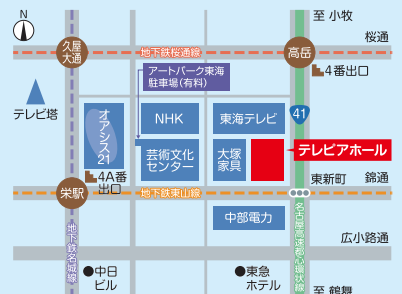 N
至 小牧
桜通
久屋
大通
地下鉄桜通線
高岳
4番出口
アートパーク東海
駐車場(有料)
テレビ塔
オアシス21
NHK
東海テレビ
41
芸術文化
センター
大塚
家具
テレピアホール
4A番
出口
東新町
錦通
栄駅
地下鉄東山線
中部電力
地下鉄名城線
名古屋高速都心環状線
広小路通
●中日
ビル
●東急
ホテル
至 鶴舞